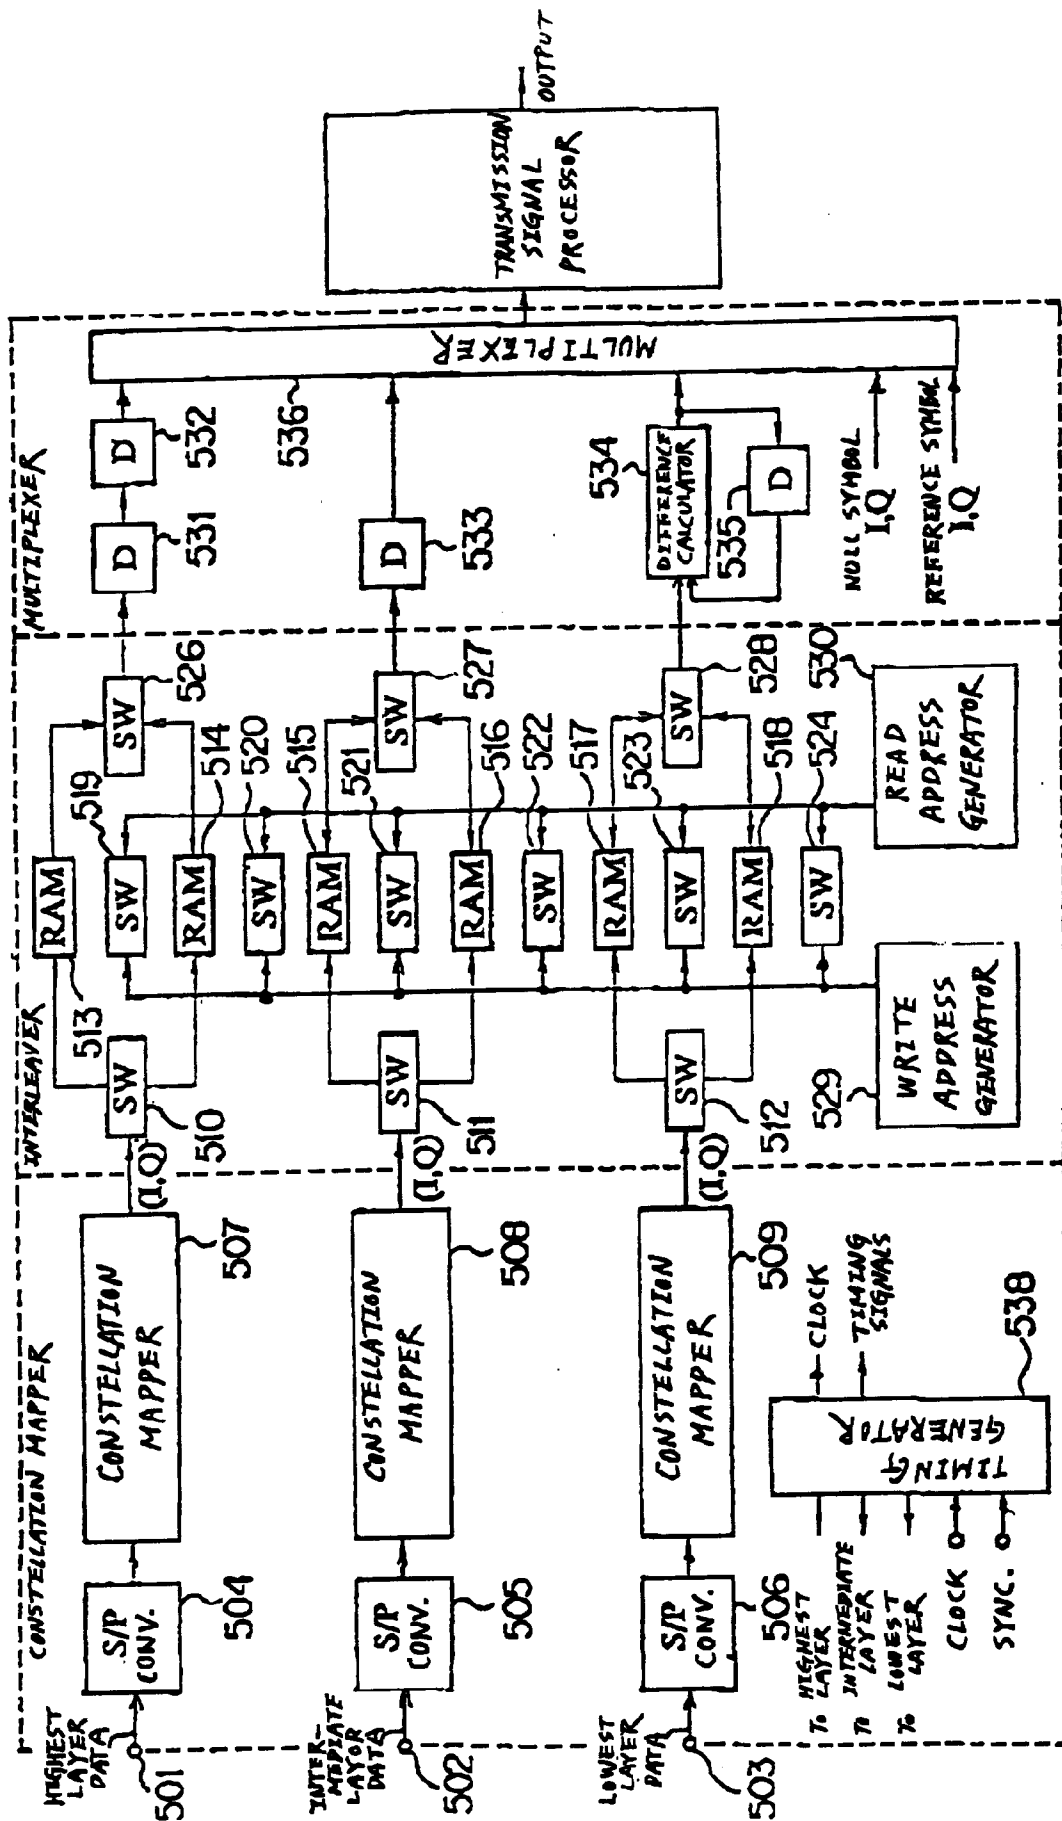 CONSTELLATION MAPPER
INTERLEAVER
MULTIPLEXER
HIGHEST
LAYER
DATA
501
S/P
CONV.
504
CONSTELLATION
MAPPER
507
(I,Q)
SW
510
RAM
513
SW
519
RAM
514
SW
520
SW
526
D
531
D
532
536
MULTIPLEXER
TRANSMISSION
SIGNAL
PROCESSOR
OUTPUT
INTER-
MEDIATE
LAYOR
DATA
502
S/P
CONV.
505
CONSTELLATION
MAPPER
508
(I,Q)
SW
511
RAM
515
SW
521
RAM
516
SW
522
SW
527
D
533
LOWEST
LAYER
DATA
503
S/P
CONV.
506
CONSTELLATION
MAPPER
509
(I,Q)
SW
512
RAM
517
SW
523
RAM
518
SW
524
SW
528
DIFFERENCE
CALCULATOR
534
D
535
NULL SYMBOL
I,Q
REFERENCE SYMBOL
I,Q
TO HIGHEST
LAYER
TO INTERMEDIATE
LAYER
TO LOWEST
LAYER
CLOCK
SYNC.
TIMING
GENERATOR
CLOCK
TIMING
SIGNALS
538
529
WRITE
ADDRESS
GENERATOR
READ
ADDRESS
GENERATOR
530